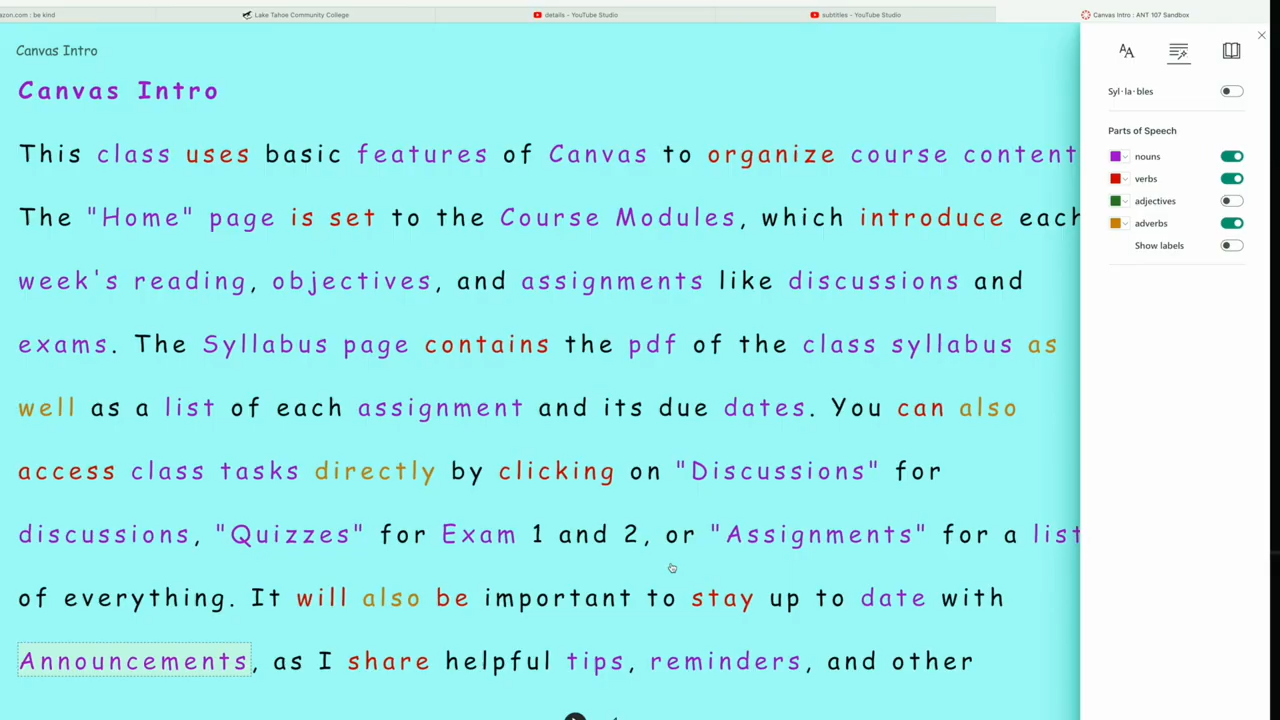 azon.com : be kind
Lake Tahoe Community College
details - YouTube Studio
subtitles - YouTube Studio
Canvas Intro : ANT 107 Sandbox
Canvas Intro
Canvas Intro
This class uses basic features of Canvas to organize course content
The "Home" page is set to the Course Modules, which introduce each
week's reading, objectives, and assignments like discussions and
exams. The Syllabus page contains the pdf of the class syllabus as
well as a list of each assignment and its due dates. You can also
access class tasks directly by clicking on "Discussions" for
discussions, "Quizzes" for Exam 1 and 2, or "Assignments" for a list
of everything. It will also be important to stay up to date with
Announcements, as I share helpful tips, reminders, and other
AA
Syl·la·bles
Parts of Speech
nouns
verbs
adjectives
adverbs
Show labels